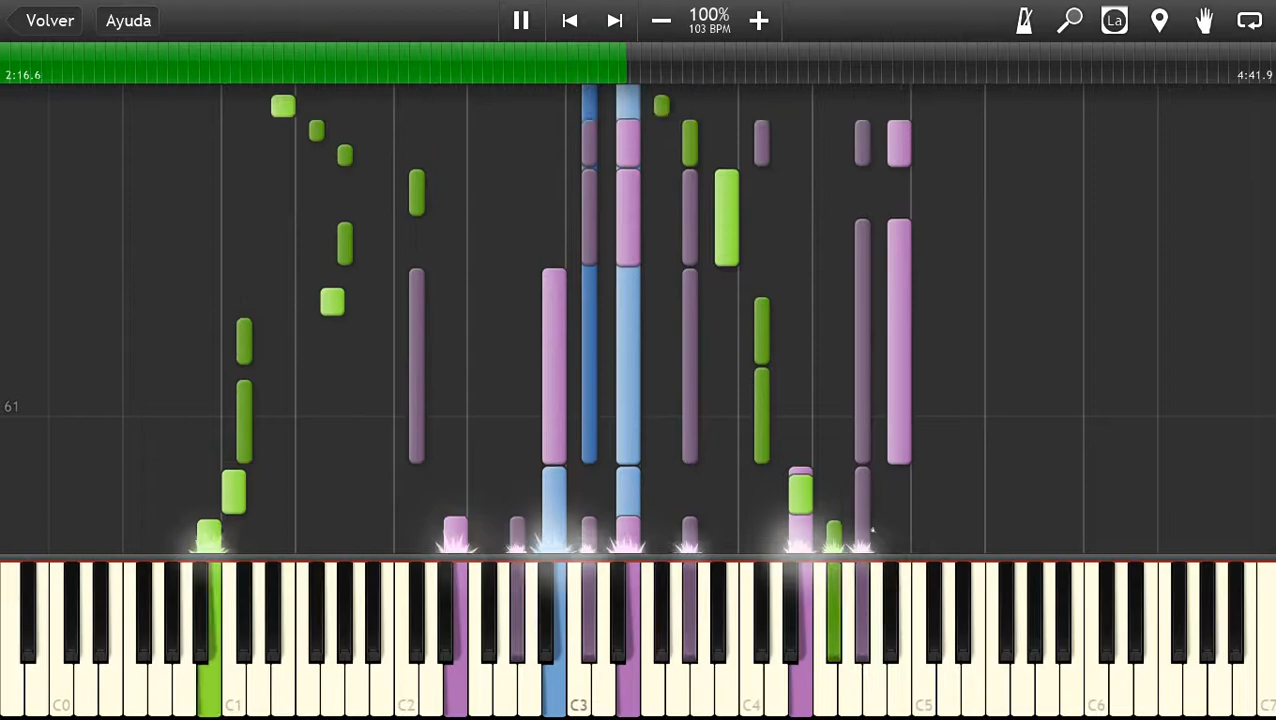 Volver
Ayuda
100%
103 BPM
La
2:16.6
4:41.9
61
C0
C1
C2
C3
C4
C5
C6
C7